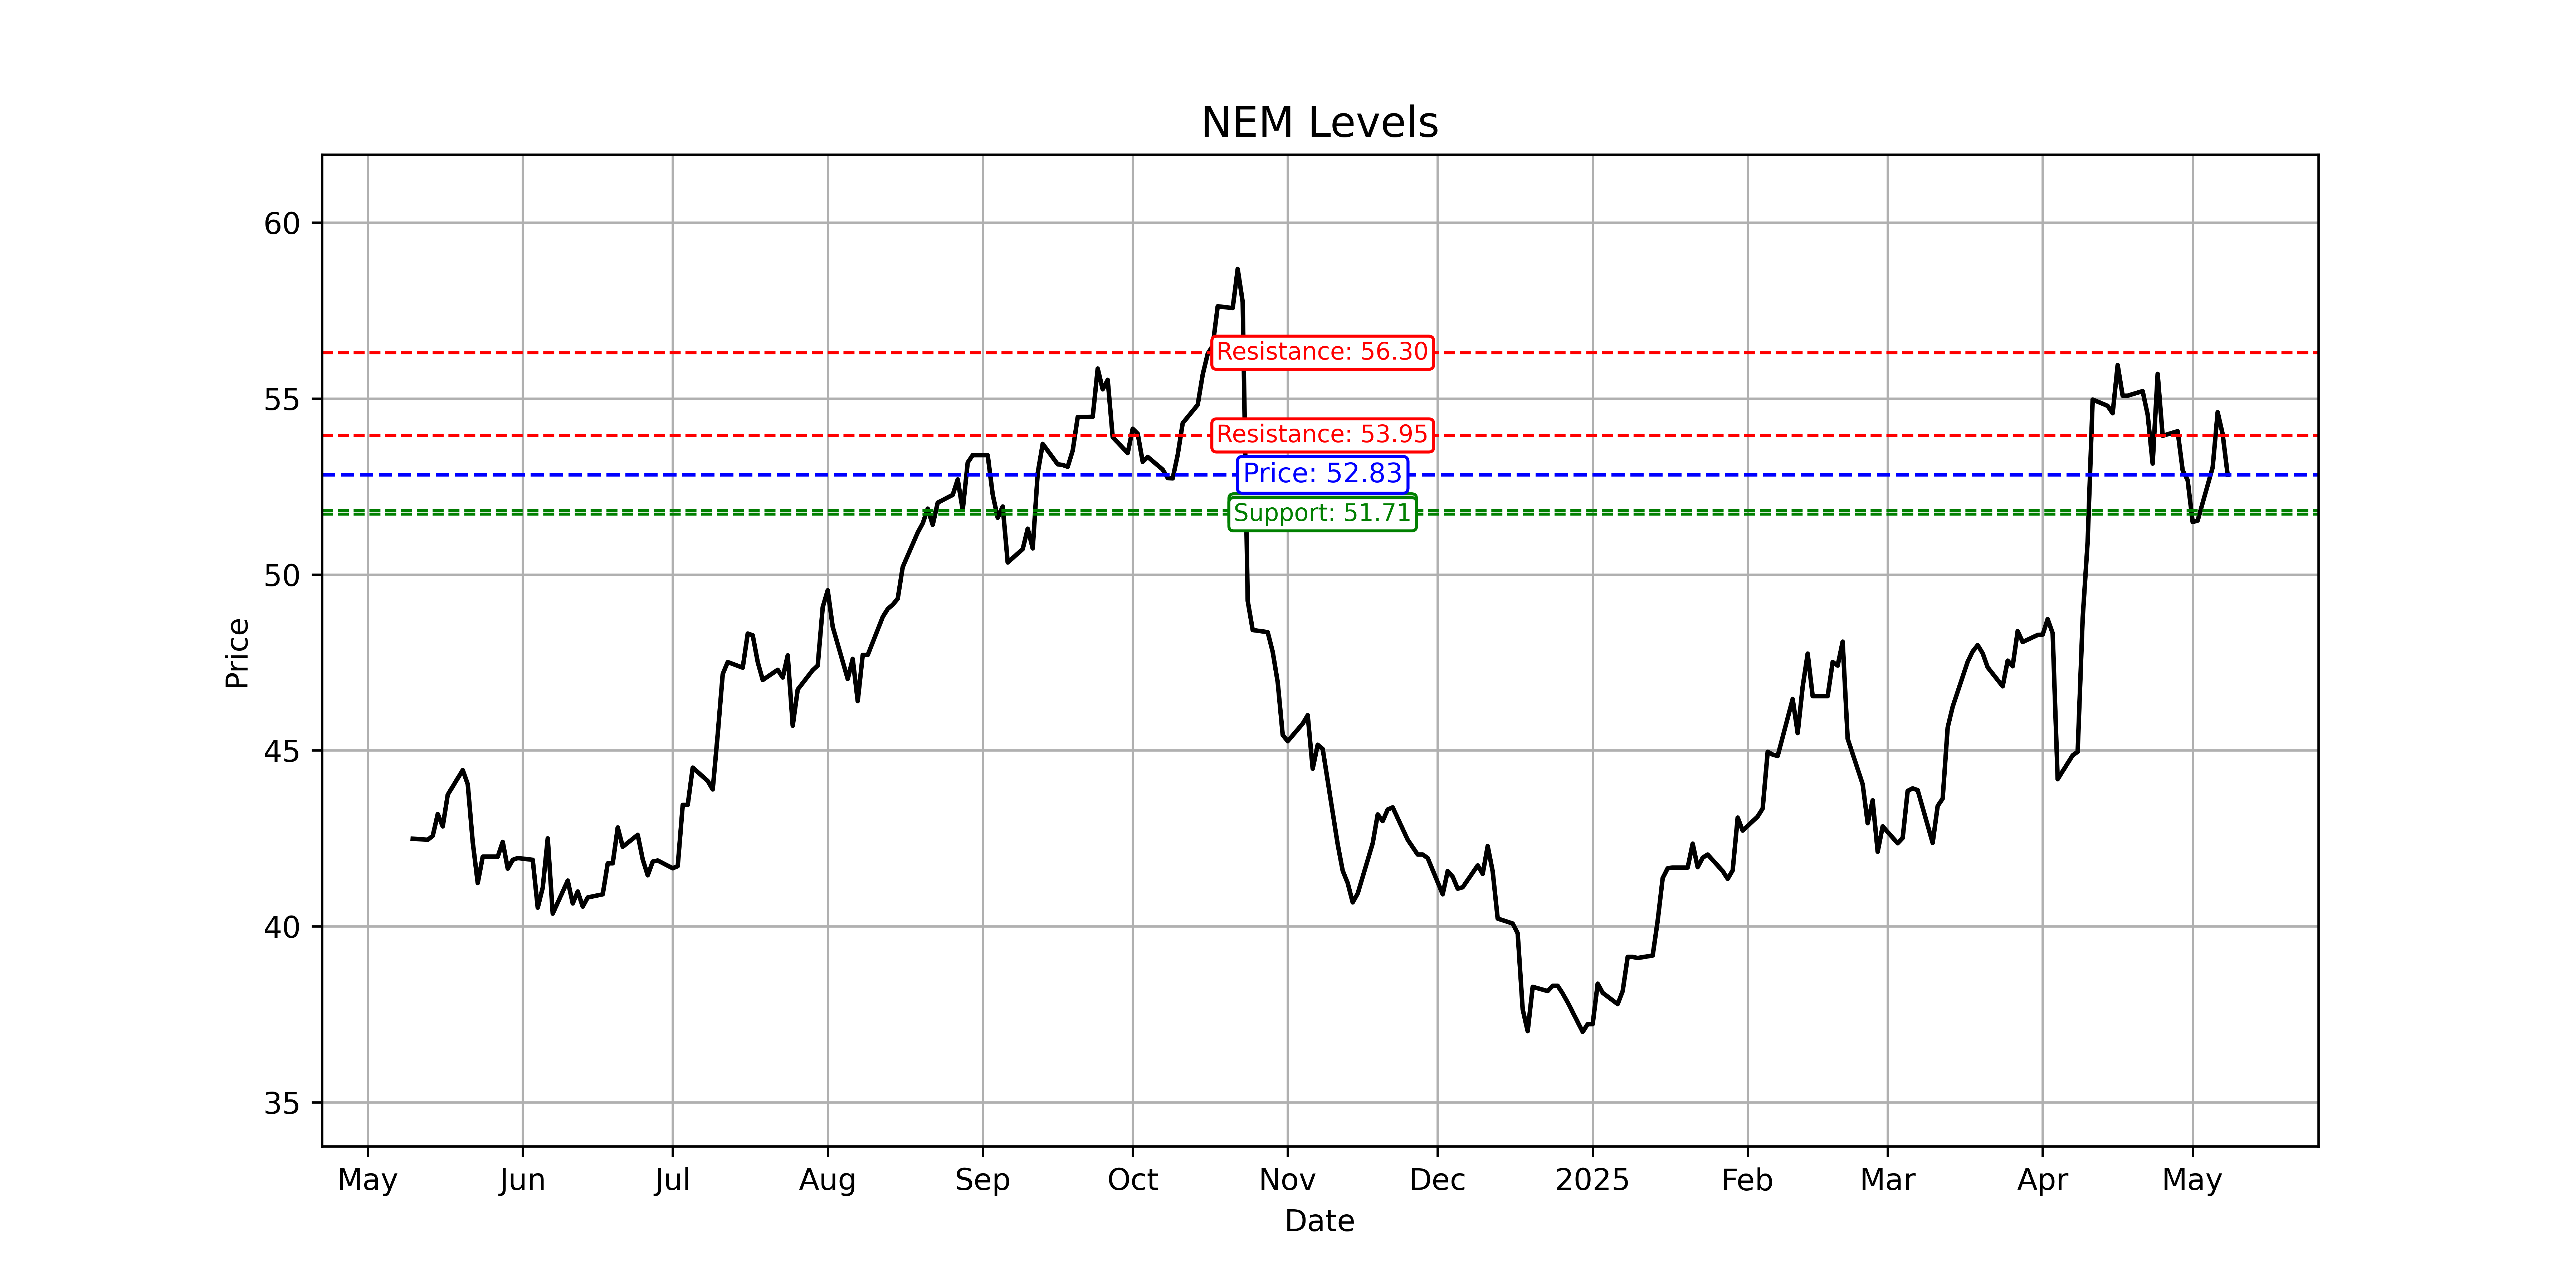 NEM Levels
60
55
50
45
40
35
Price
Resistance: 56.30
Resistance: 53.95
Price: 52.83
Support: 51.71
May Jun Jul Aug Sep Oct Nov Dec 2025 Feb Mar Apr May
Date